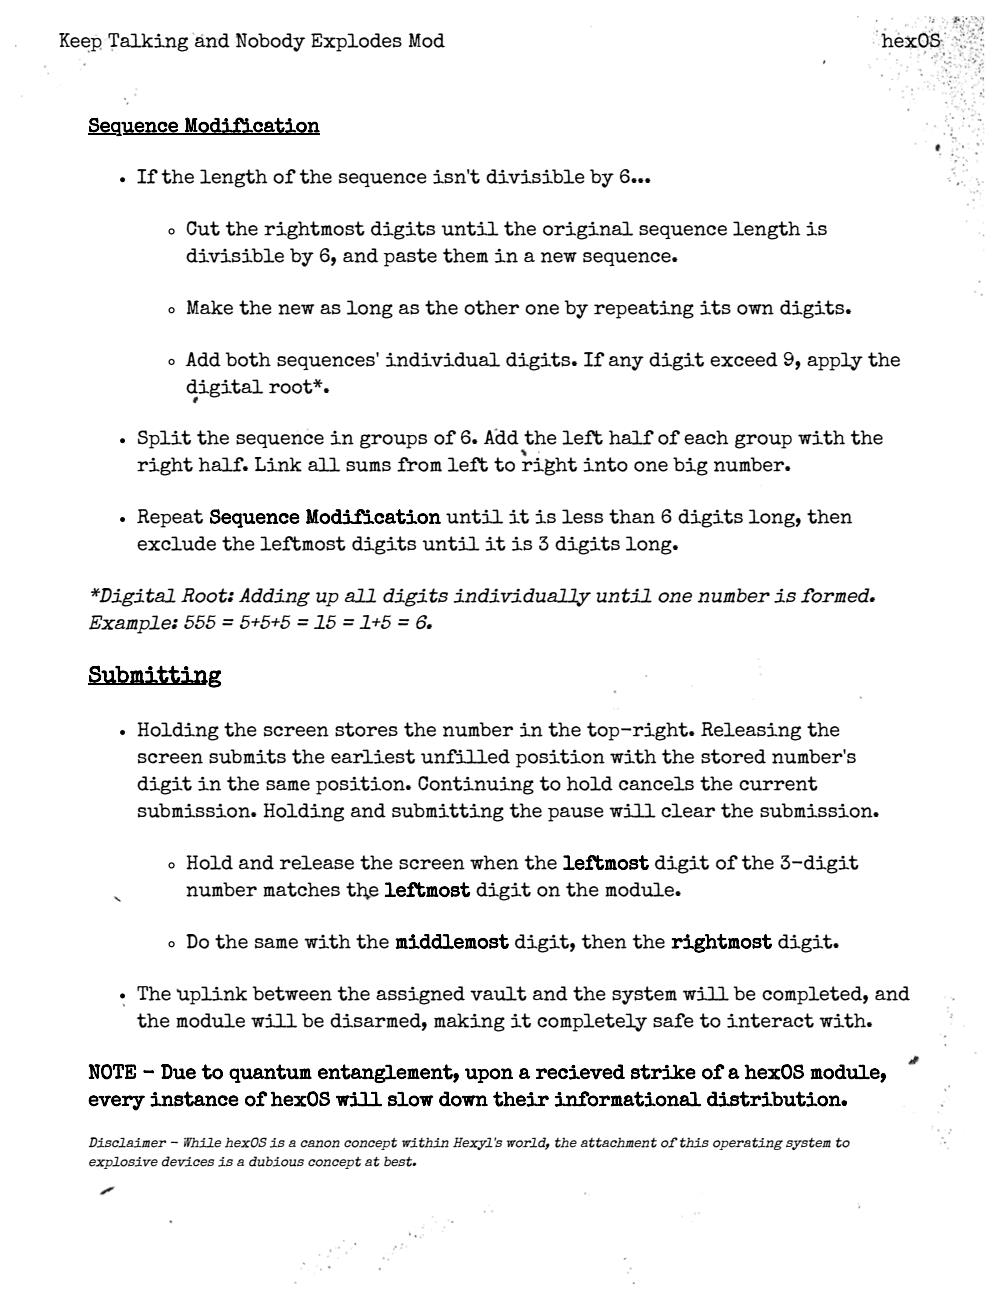 Keep Talking and Nobody Explodes Mod
hexOS
Sequence Modification
• If the length of the sequence isn't divisible by 6...
◦ Cut the rightmost digits until the original sequence length is
divisible by 6, and paste them in a new sequence.
◦ Make the new as long as the other one by repeating its own digits.
◦ Add both sequences' individual digits. If any digit exceed 9, apply the
digital root*.
• Split the sequence in groups of 6. Add the left half of each group with the
right half. Link all sums from left to right into one big number.
• Repeat Sequence Modification until it is less than 6 digits long, then
exclude the leftmost digits until it is 3 digits long.
*Digital Root: Adding up all digits individually until one number is formed.
Example: 555 = 5+5+5 = 15 = 1+5 = 6.
Submitting
• Holding the screen stores the number in the top-right. Releasing the
screen submits the earliest unfilled position with the stored number's
digit in the same position. Continuing to hold cancels the current
submission. Holding and submitting the pause will clear the submission.
◦ Hold and release the screen when the leftmost digit of the 3-digit
number matches the leftmost digit on the module.
◦ Do the same with the middlemost digit, then the rightmost digit.
• The uplink between the assigned vault and the system will be completed, and
the module will be disarmed, making it completely safe to interact with.
NOTE - Due to quantum entanglement, upon a recieved strike of a hexOS module,
every instance of hexOS will slow down their informational distribution.
Disclaimer - While hexOS is a canon concept within Hexyl's world, the attachment of this operating system to
explosive devices is a dubious concept at best.